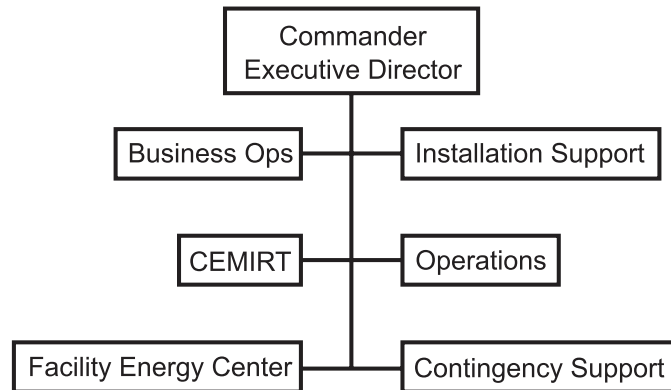 Commander
Executive Director
Business Ops
Installation Support
CEMIRT
Operations
Facility Energy Center
Contingency Support